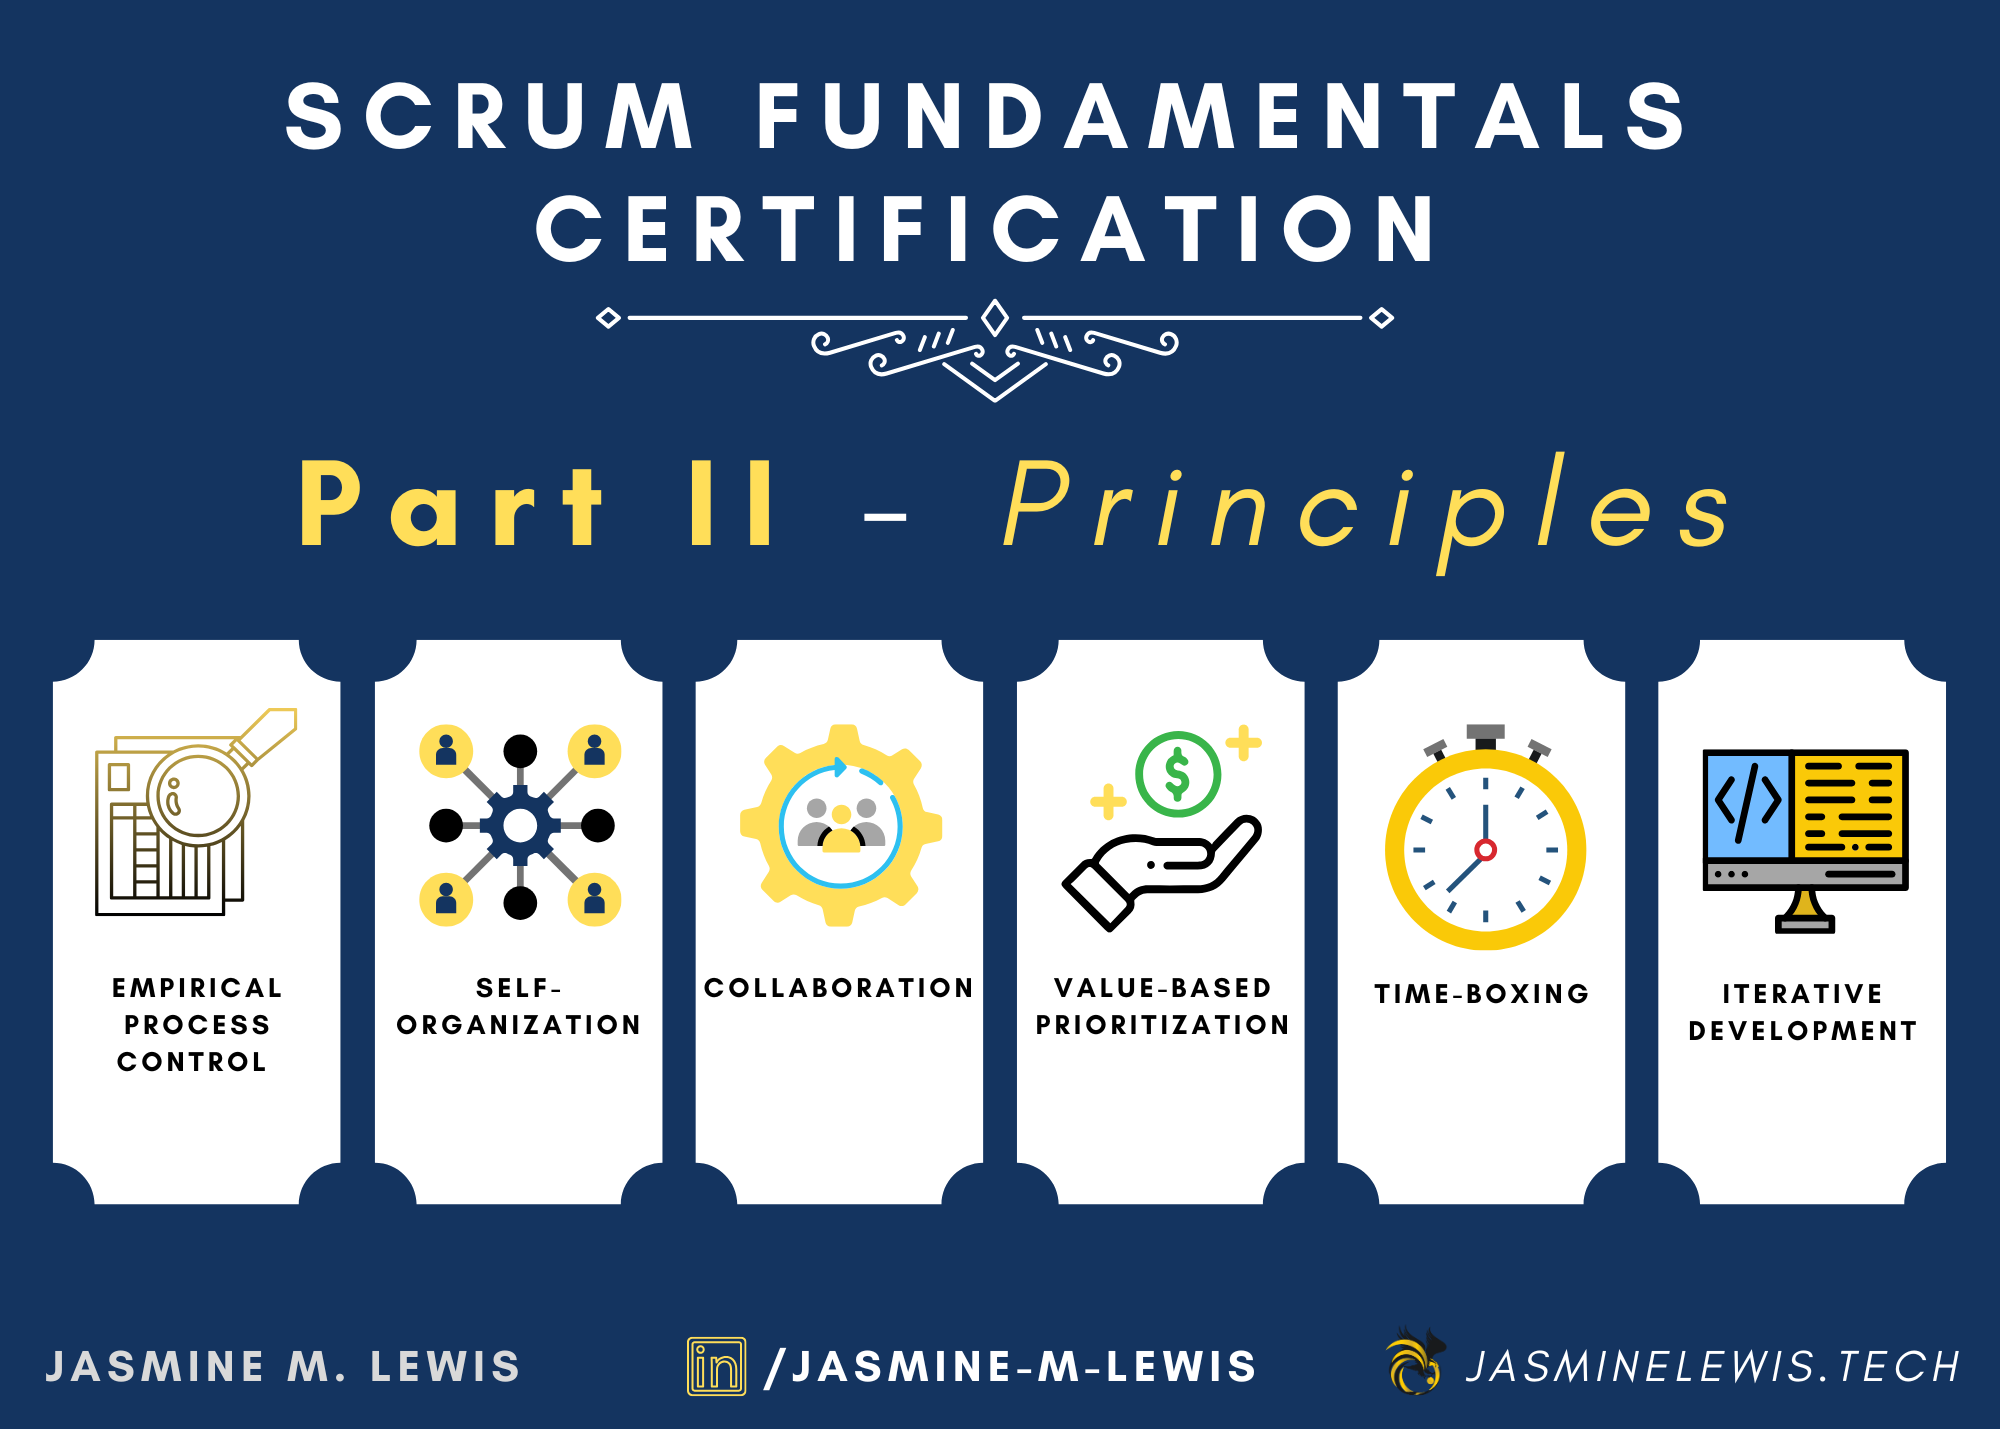 SCRUM FUNDAMENTALS
CERTIFICATION
Part II – Principles
EMPIRICAL
PROCESS
CONTROL
SELF-
ORGANIZATION
COLLABORATION
VALUE-BASED
PRIORITIZATION
TIME-BOXING
ITERATIVE
DEVELOPMENT
JASMINE M. LEWIS
in /JASMINE-M-LEWIS
JASMINELEWIS.TECH